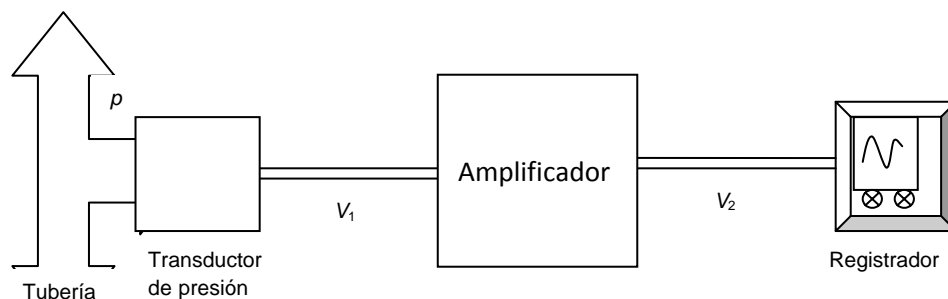 p
Amplificador
V1
V2
Transductor
de presión
Registrador
Tubería